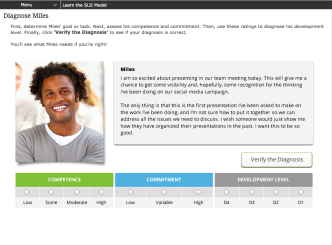 Menu
Learn the SLII Model
Diagnose Miles
First, determine Miles' goal or task. Next, assess his competence and commitment. Then, use these ratings to diagnose his development
level. Finally, click "Verify the Diagnosis" to see if your diagnosis is correct.
You'll see what Miles needs if you're right!
Miles
I am so excited about presenting in our team meeting today. This will give me a
chance to get some visibility and, hopefully, some recognition for the thinking
I've been doing on our social media campaign.
The only thing is that this is the first presentation I've been asked to make on
the work I've been doing, and I'm not sure how to put it together so we can
address all the issues we need to discuss. I wish someone would just show me
how they have organized their presentations in the past. I want this to be so
good.
Verify the Diagnosis
COMPETENCE COMMITMENT DEVELOPMENT LEVEL
Low Some Moderate High Low Variable High D4 D3 D2 D1